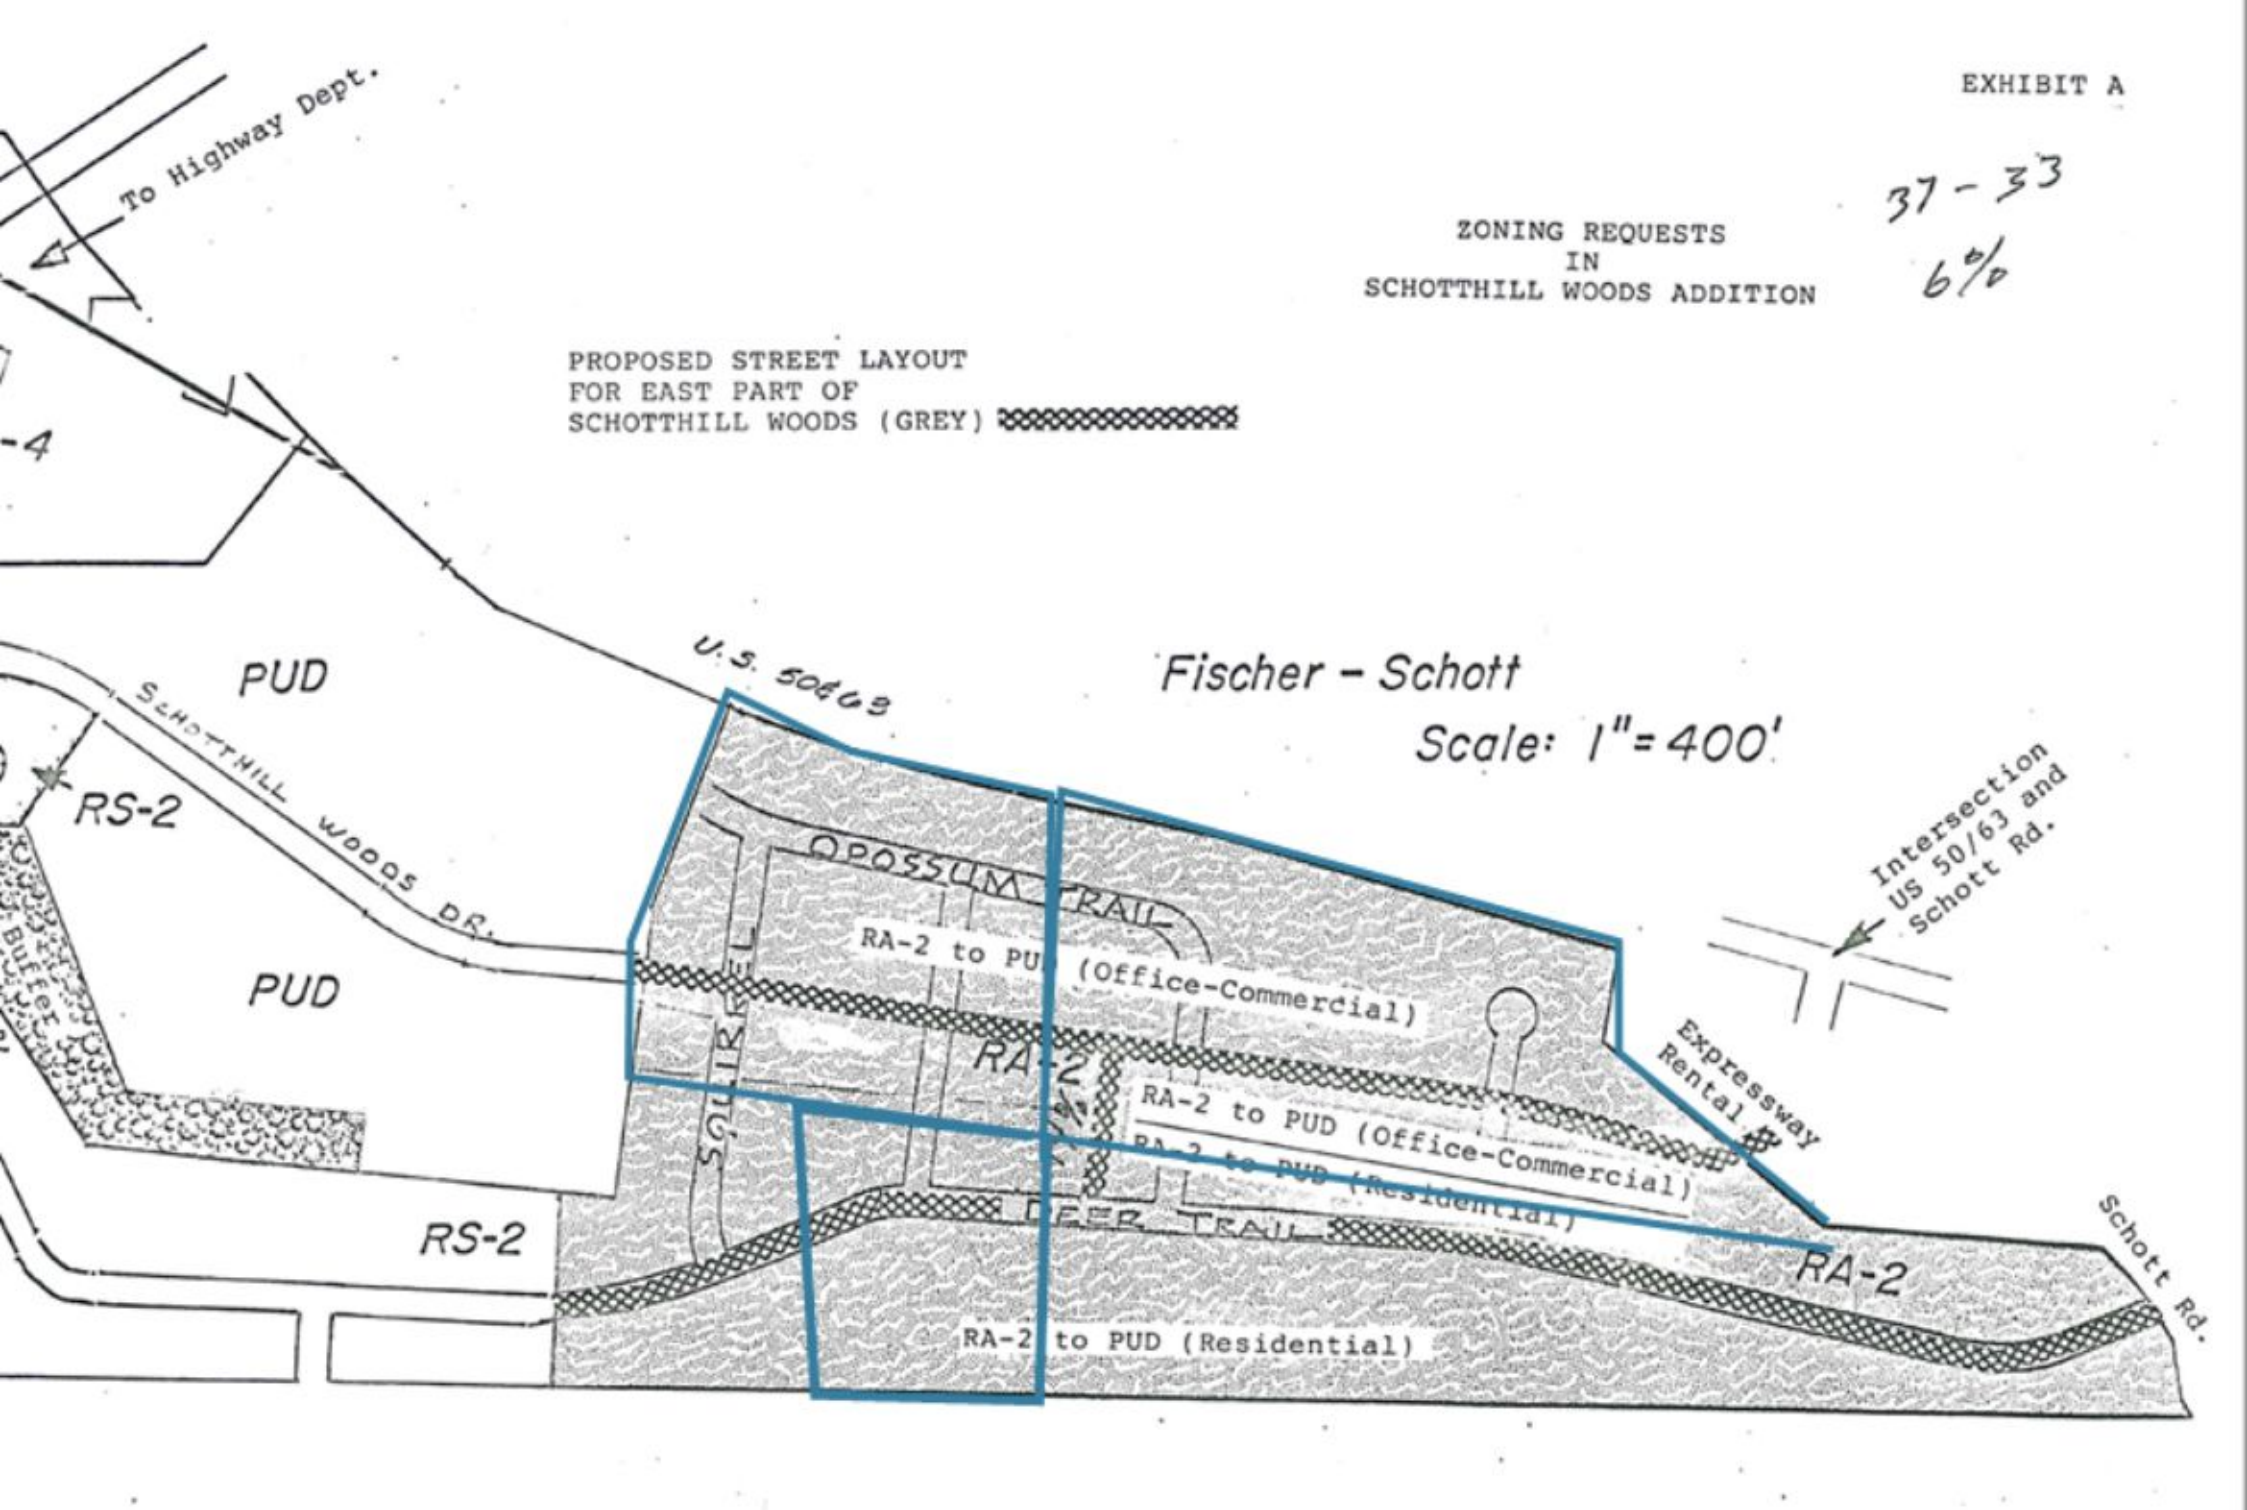 EXHIBIT A
To Highway Dept.
37-33
6%
ZONING REQUESTS
IN
SCHOTTHILL WOODS ADDITION
PROPOSED STREET LAYOUT
FOR EAST PART OF
SCHOTTHILL WOODS (GREY)
-4
U.S. 50&63
Fischer - Schott
Scale: 1"=400'
PUD
SCHOTTHILL WOODS DR.
RS-2
Intersection
US 50/63 and
Schott Rd.
OPOSSUM TRAIL
RA-2 to PUD (Office-Commercial)
Buffer
PUD
SQUIRREL
RA-2
Expressway
Rental
RA-2 to PUD (Office-Commercial)
RA-2 to PUD (Residential)
RS-2
DEER TRAIL
RA-2
Schott Rd.
RA-2 to PUD (Residential)